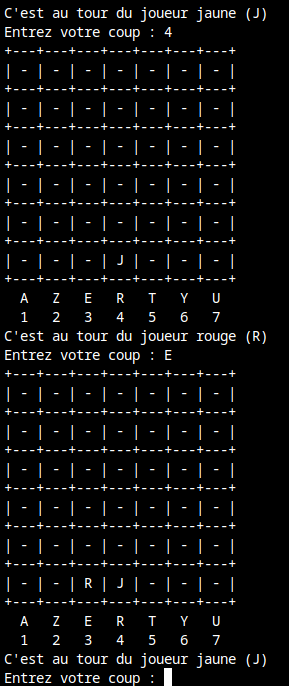 C'est au tour du joueur jaune (J)
Entrez votre coup : 4
+---+---+---+---+---+---+---+
| - | - | - | - | - | - | - |
+---+---+---+---+---+---+---+
| - | - | - | - | - | - | - |
+---+---+---+---+---+---+---+
| - | - | - | - | - | - | - |
+---+---+---+---+---+---+---+
| - | - | - | - | - | - | - |
+---+---+---+---+---+---+---+
| - | - | - | - | - | - | - |
+---+---+---+---+---+---+---+
| - | - | - | J | - | - | - |
+---+---+---+---+---+---+---+
  A   Z   E   R   T   Y   U
  1   2   3   4   5   6   7
C'est au tour du joueur rouge (R)
Entrez votre coup : E
+---+---+---+---+---+---+---+
| - | - | - | - | - | - | - |
+---+---+---+---+---+---+---+
| - | - | - | - | - | - | - |
+---+---+---+---+---+---+---+
| - | - | - | - | - | - | - |
+---+---+---+---+---+---+---+
| - | - | - | - | - | - | - |
+---+---+---+---+---+---+---+
| - | - | - | - | - | - | - |
+---+---+---+---+---+---+---+
| - | - | R | J | - | - | - |
+---+---+---+---+---+---+---+
  A   Z   E   R   T   Y   U
  1   2   3   4   5   6   7
C'est au tour du joueur jaune (J)
Entrez votre coup :